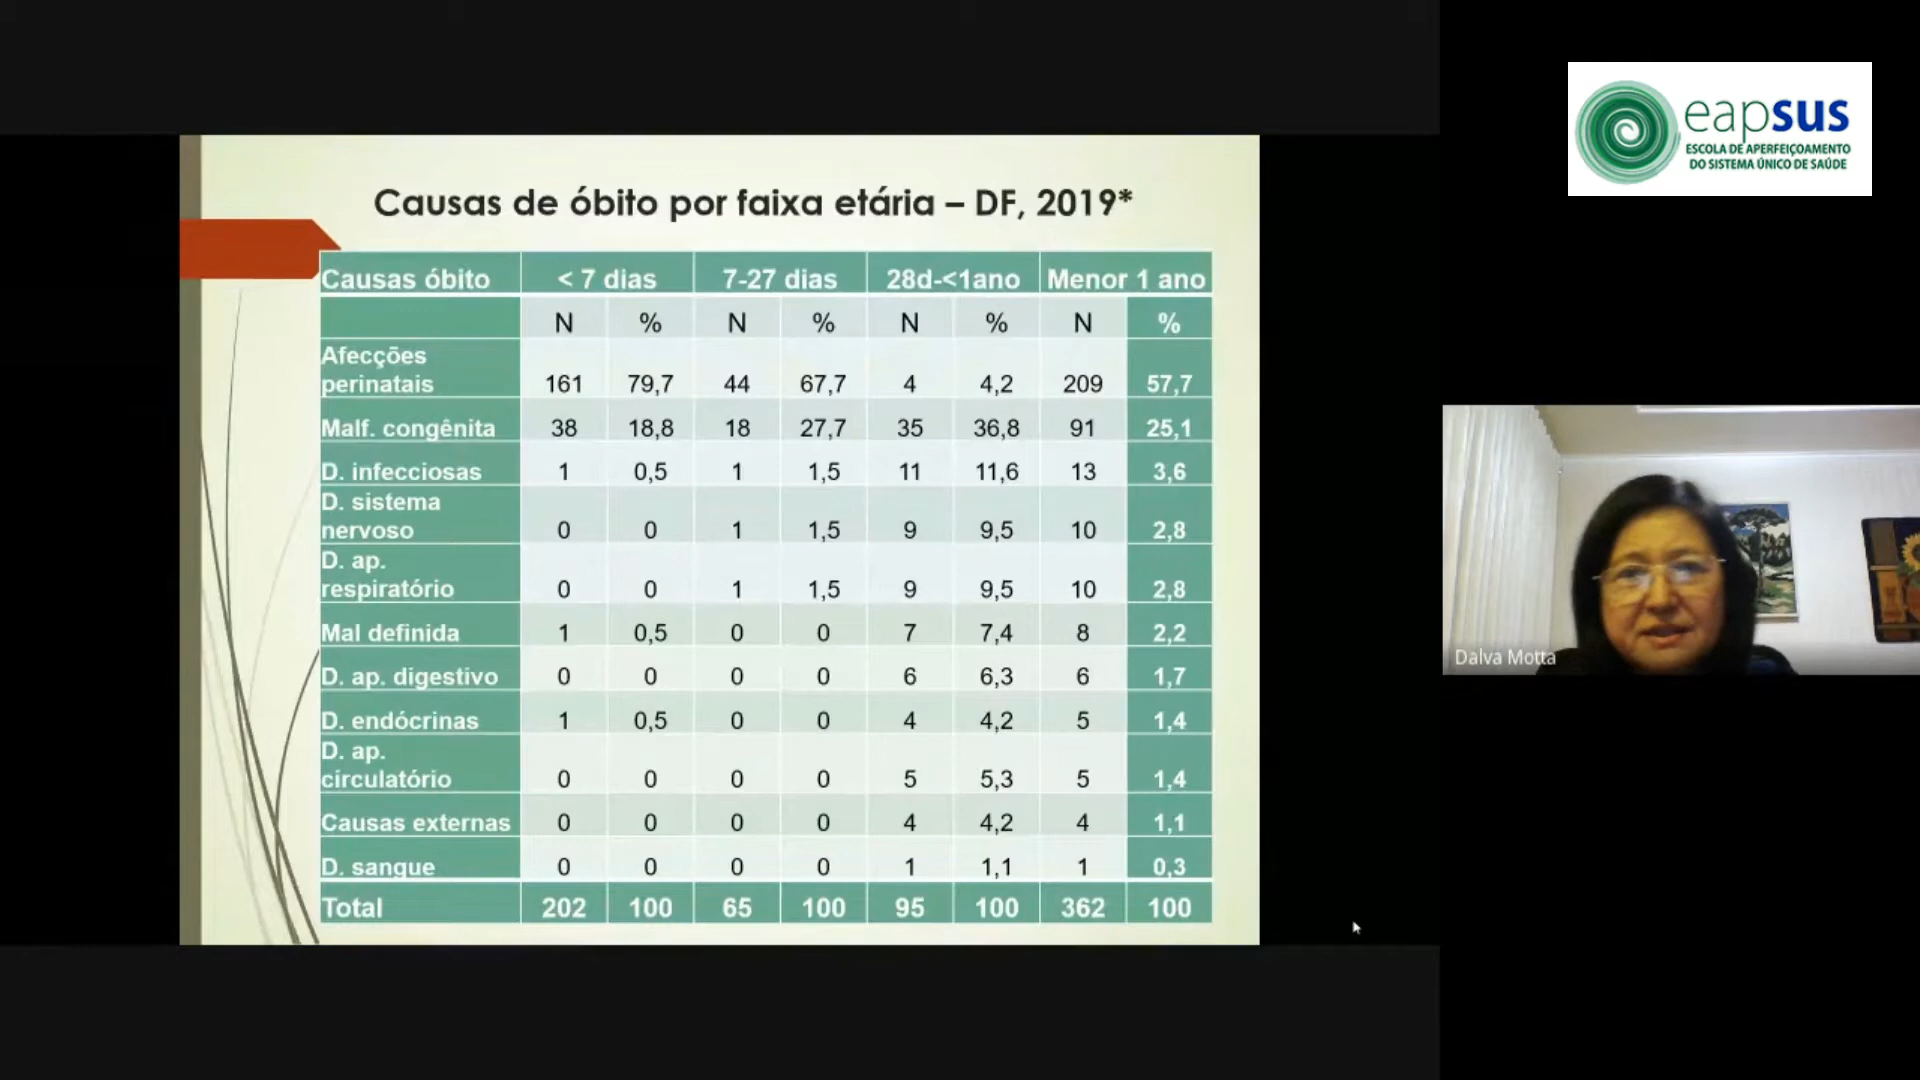 eapsus
ESCOLA DE APERFEIÇOAMENTO
DO SISTEMA ÚNICO DE SAÚDE
Causas de óbito por faixa etária – DF, 2019*
Causas óbito < 7 dias 7-27 dias 28d-<1ano Menor 1 ano
N % N % N % N %
Afecções
perinatais 161 79,7 44 67,7 4 4,2 209 57,7
Malf. congênita 38 18,8 18 27,7 35 36,8 91 25,1
D. infecciosas 1 0,5 1 1,5 11 11,6 13 3,6
D. sistema
nervoso 0 0 1 1,5 9 9,5 10 2,8
D. ap.
respiratório 0 0 1 1,5 9 9,5 10 2,8
Mal definida 1 0,5 0 0 7 7,4 8 2,2
D. ap. digestivo 0 0 0 0 6 6,3 6 1,7
D. endócrinas 1 0,5 0 0 4 4,2 5 1,4
D. ap.
circulatório 0 0 0 0 5 5,3 5 1,4
Causas externas 0 0 0 0 4 4,2 4 1,1
D. sangue 0 0 0 0 1 1,1 1 0,3
Total 202 100 65 100 95 100 362 100
Dalva Motta